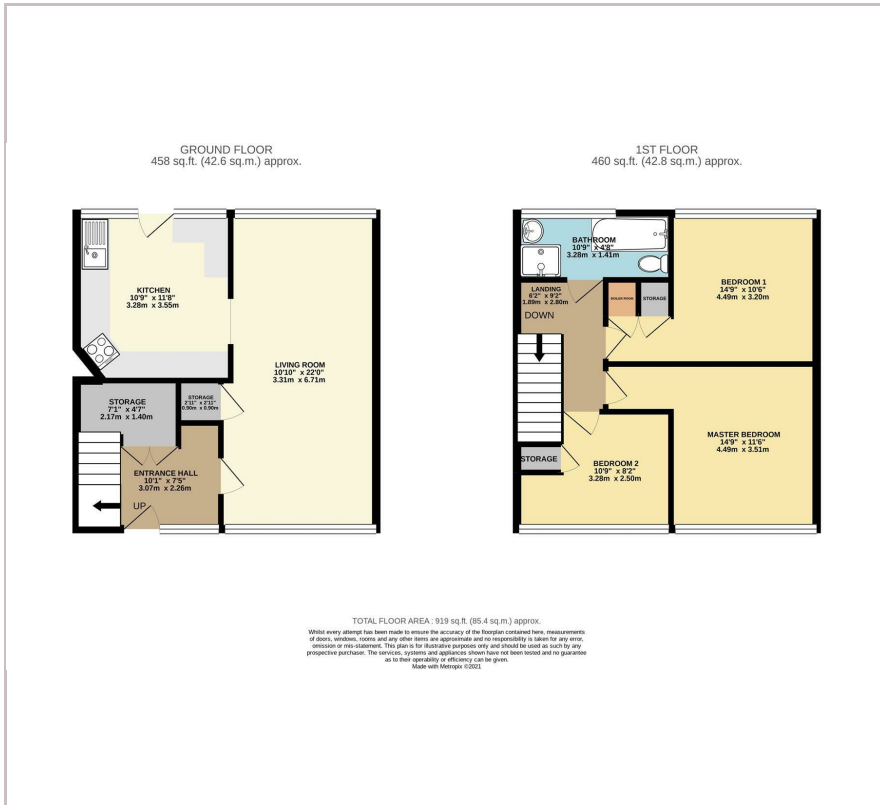 GROUND FLOOR
458 sq.ft. (42.6 sq.m.) approx.
KITCHEN
10'9" x 11'8"
3.28m x 3.55m
LIVING ROOM
10'10" x 22'0"
3.31m x 6.71m
STORAGE
7'1" x 4'7"
2.17m x 1.40m
STORAGE
2'11" x 2'11"
0.90m x 0.90m
ENTRANCE HALL
10'1" x 7'5"
3.07m x 2.26m
UP
1ST FLOOR
460 sq.ft. (42.8 sq.m.) approx.
BATHROOM
10'9" x 4'8"
3.28m x 1.41m
LANDING
6'2" x 9'2"
1.89m x 2.80m
DOWN
BOILER ROOM
STORAGE
BEDROOM 1
14'9" x 10'6"
4.49m x 3.20m
MASTER BEDROOM
14'9" x 11'6"
4.49m x 3.51m
STORAGE
BEDROOM 2
10'9" x 8'2"
3.28m x 2.50m
TOTAL FLOOR AREA : 919 sq.ft. (85.4 sq.m.) approx.
Whilst every attempt has been made to ensure the accuracy of the floorplan contained here, measurements
of doors, windows, rooms and any other items are approximate and no responsibility is taken for any error,
omission or mis-statement. This plan is for illustrative purposes only and should be used as such by any
prospective purchaser. The services, systems and appliances shown have not been tested and no guarantee
as to their operability or efficiency can be given.
Made with Metropix ©2021